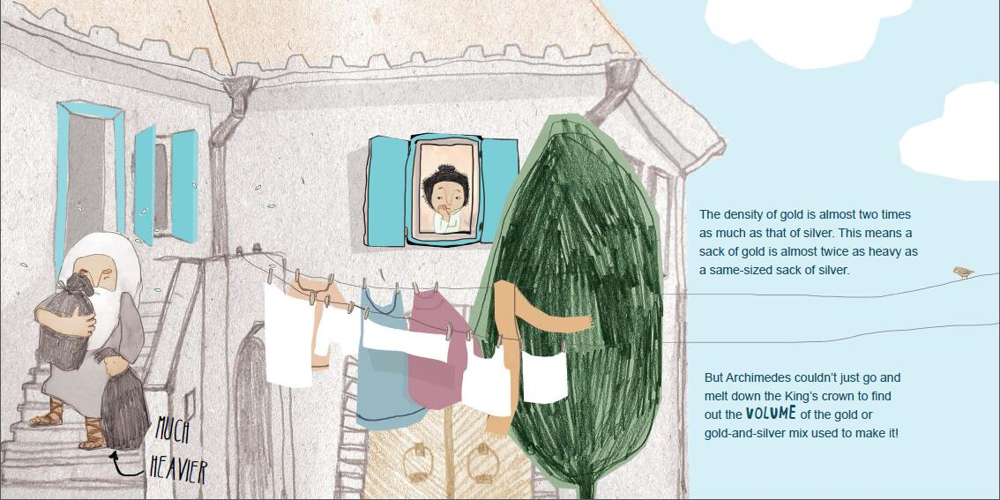 The density of gold is almost two times
as much as that of silver. This means a
sack of gold is almost twice as heavy as
a same-sized sack of silver.
But Archimedes couldn’t just go and
melt down the King’s crown to find
out the VOLUME of the gold or
gold-and-silver mix used to make it!
MUCH
HEAVIER